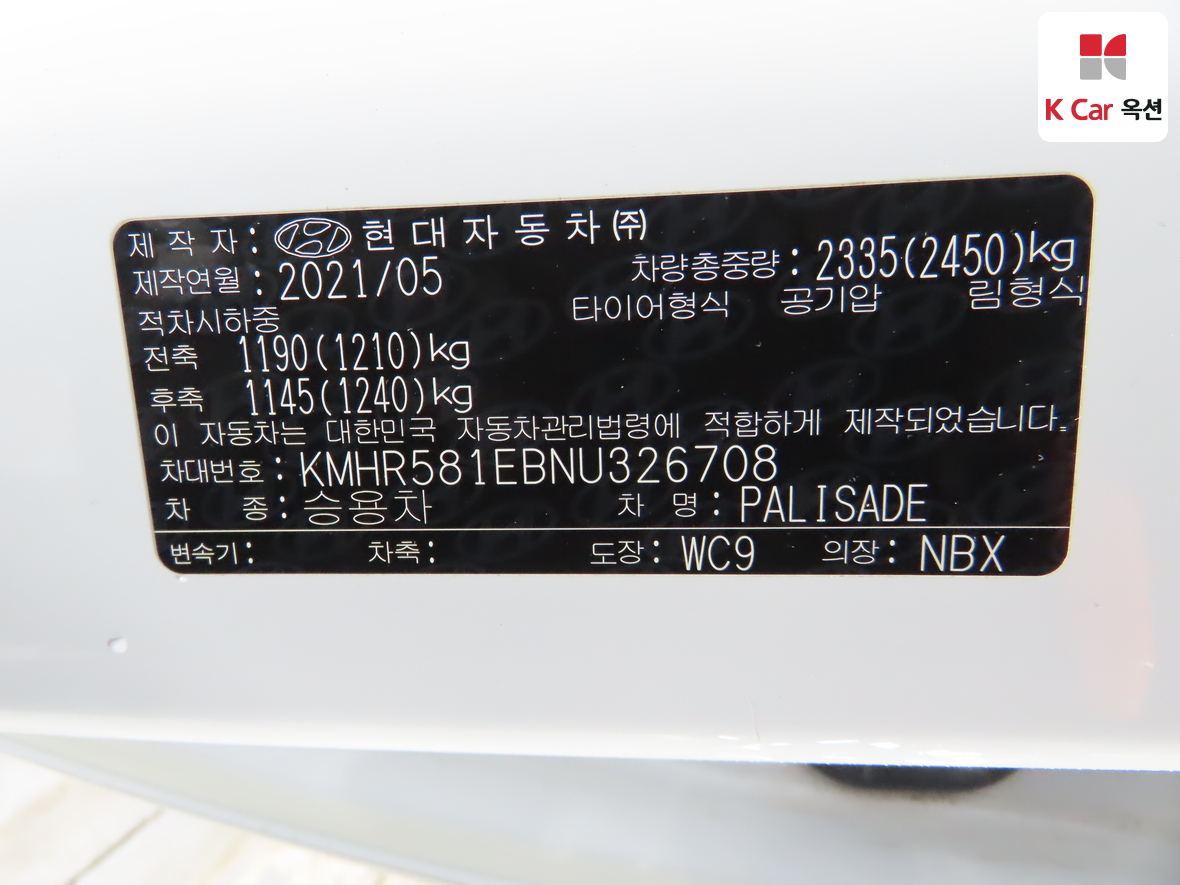 K Car 옥션
제작자: 현대자동차㈜
제작연월: 2021/05 차량총중량: 2335(2450)kg
적차시하중 타이어형식 공기압 림형식
전축 1190(1210)kg
후축 1145(1240)kg
이 자동차는 대한민국 자동차관리법령에 적합하게 제작되었습니다.
차대번호: KMHR581EBNU326708
차 종: 승용차 차 명: PALISADE
변속기: 차축: 도장: WC9 의장: NBX